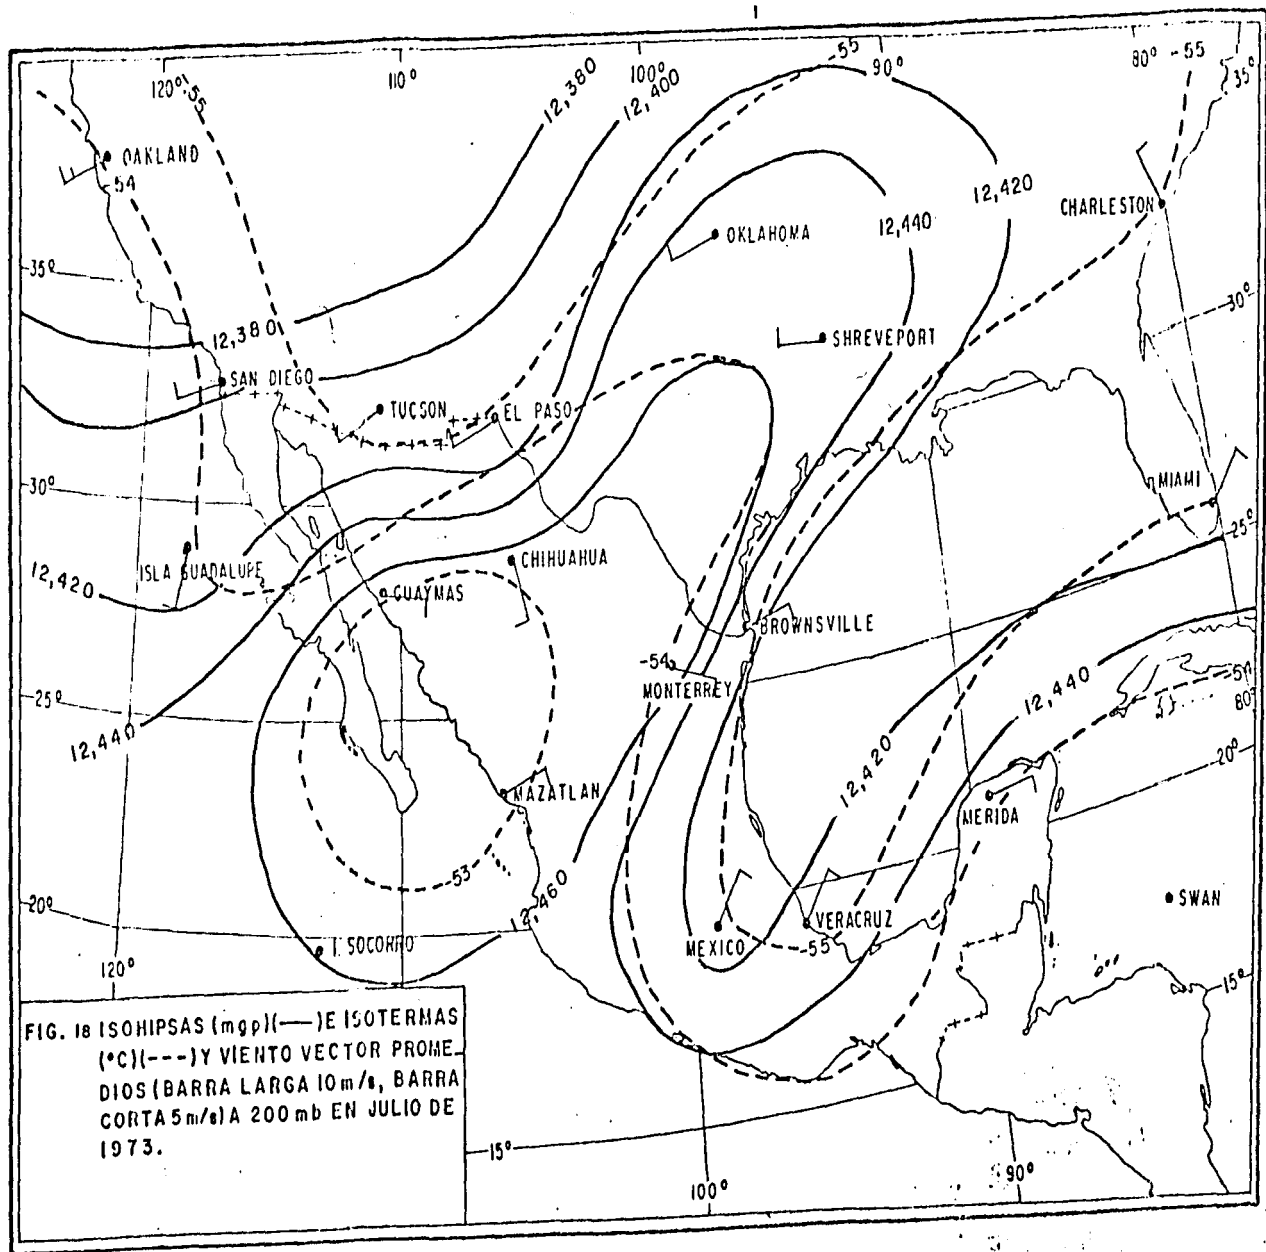 -55
120°
-55
110°
100°
90°
80°
-55
35°
12,380
12,400
OAKLAND
-54
12,420
12,440
CHARLESTON
OKLAHOMA
35°
30°
12,380
SHREVEPORT
SAN DIEGO
TUCSON
EL PASO
30°
MIAMI
25°
ISLA GUADALUPE
CHIHUAHUA
12,420
GUAYMAS
BROWNSVILLE
-54
MONTERREY
25°
12,440
80°
12,440
12,420
20°
MAZATLAN
MERIDA
-53
12,460
20°
SWAN
VERACRUZ
MEXICO
-55
I. SOCORRO
120°
15°
FIG. 18 ISOHIPSAS (mgp)(—)E ISOTERMAS
(°C)(---)Y VIENTO VECTOR PROME-
DIOS (BARRA LARGA 10 m/s, BARRA
CORTA 5 m/s) A 200 mb EN JULIO DE
1973.
15°
100°
90°